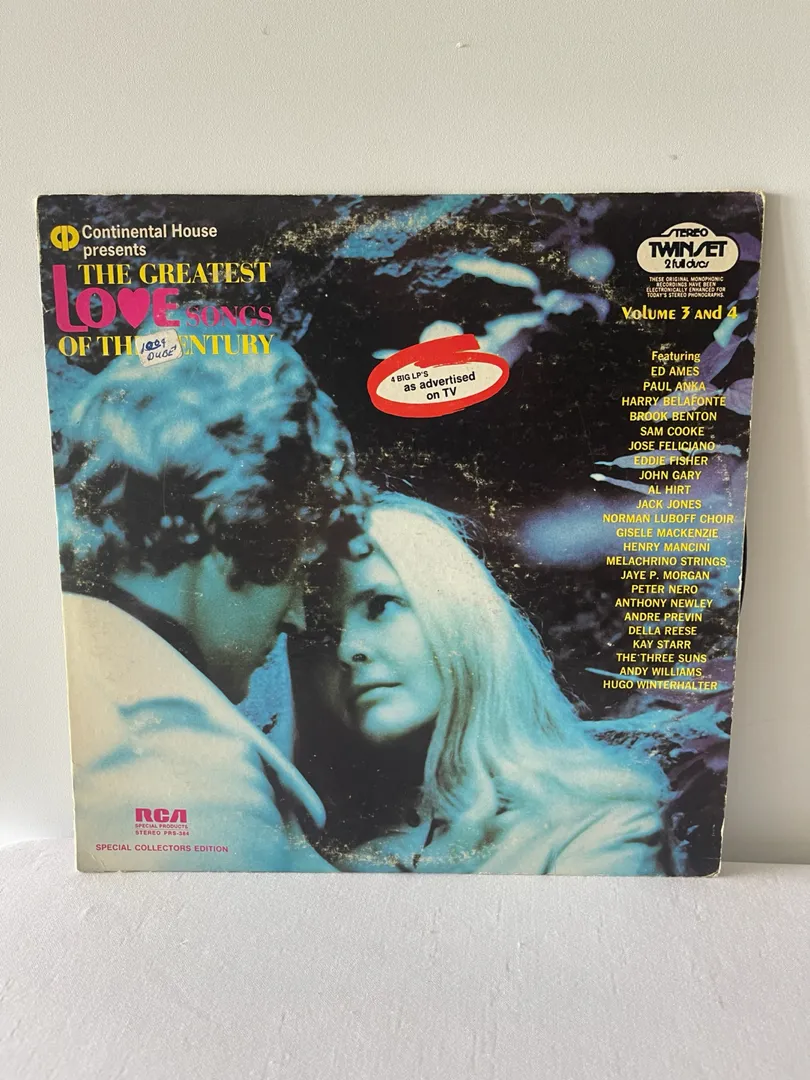 Continental House
presents
THE GREATEST
LOVE SONGS
OF TH ENTURY
DUBE
STEREO
TWINSET
2 full discs
THESE ORIGINAL MONOPHONIC
RECORDINGS HAVE BEEN
ELECTRONICALLY ENHANCED FOR
TODAY'S STEREO PHONOGRAPHS.
VOLUME 3 AND 4
4 BIG LP'S
as advertised
on TV
Featuring
ED AMES
PAUL ANKA
HARRY BELAFONTE
BROOK BENTON
SAM COOKE
JOSE FELICIANO
EDDIE FISHER
JOHN GARY
AL HIRT
JACK JONES
NORMAN LUBOFF CHOIR
GISELE MACKENZIE
HENRY MANCINI
MELACHRINO STRINGS
JAYE P. MORGAN
PETER NERO
ANTHONY NEWLEY
ANDRE PREVIN
DELLA REESE
KAY STARR
THE THREE SUNS
ANDY WILLIAMS
HUGO WINTERHALTER
RCA
SPECIAL PRODUCTS
STEREO PRS-364
SPECIAL COLLECTORS EDITION